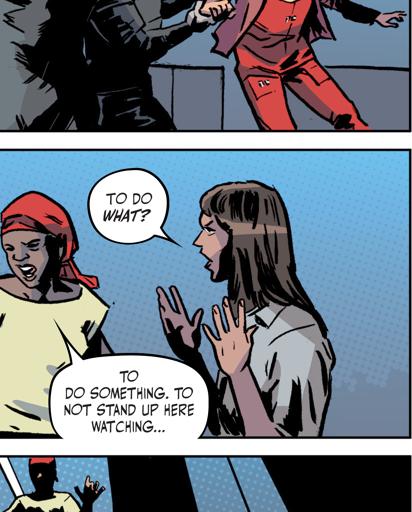 TO DO
WHAT?
TO
DO SOMETHING. TO
NOT STAND UP HERE
WATCHING...